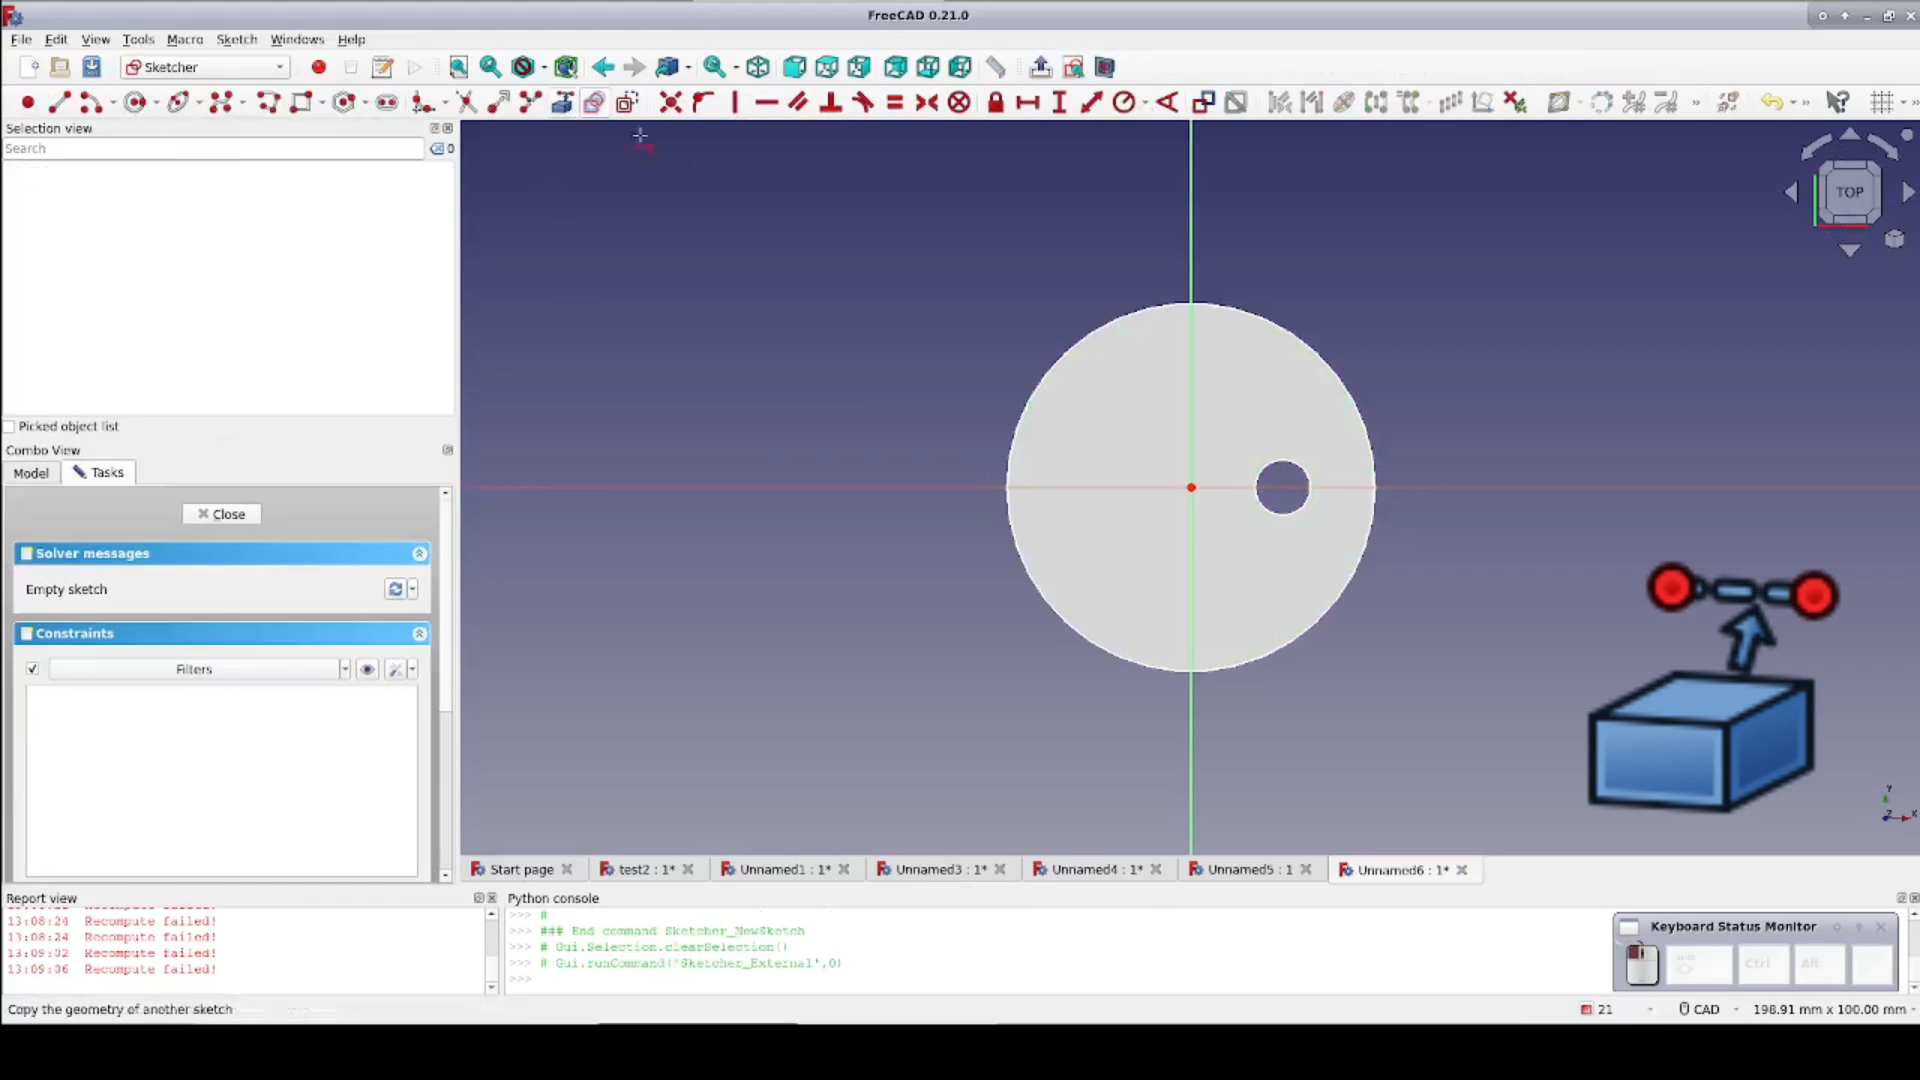 FreeCAD 0.21.0
File Edit View Tools Macro Sketch Windows Help
Sketcher
Selection view
Search
0
TOP
Picked object list
Combo View
Model Tasks
Close
Solver messages
Empty sketch
Constraints
Filters
Y
Z X
Start page test2 : 1* Unnamed1 : 1* Unnamed3 : 1* Unnamed4 : 1* Unnamed5 : 1 Unnamed6 : 1*
Report view
13:08:24 Recompute failed!
13:08:24 Recompute failed!
13:09:02 Recompute failed!
13:09:06 Recompute failed!
Python console
>>> #
>>> ### End command Sketcher_NewSketch
>>> # Gui.Selection.clearSelection()
>>> # Gui.runCommand('Sketcher_External',0)
>>>
Keyboard Status Monitor
Ctrl Alt
Copy the geometry of another sketch
21
CAD
198.91 mm x 100.00 mm